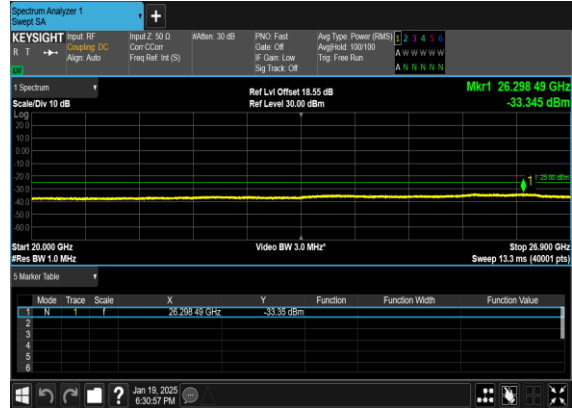 Spectrum Analyzer 1
Swept SA
KEYSIGHT Input: RF Input Z: 50 Ω #Atten: 30 dB PNO: Fast Avg Type: Power (RMS) 1 2 3 4 5 6
R T Coupling: DC Corr CCorr Gate: Off Avg|Hold: 100/100 A W W W W W
Align: Auto Freq Ref: Int (S) IF Gain: Low Trig: Free Run
Sig Track: Off A N N N N N
1 Spectrum Ref Lvl Offset 18.55 dB Mkr1 26.298 49 GHz
Scale/Div 10 dB Ref Level 30.00 dBm -33.345 dBm
Log
20.0
10.0
0.00
-10.0
-20.0
-30.0
-40.0
-50.0
-60.0
1
Start 20.000 GHz Video BW 3.0 MHz* Stop 26.900 GHz
#Res BW 1.0 MHz Sweep 13.3 ms (40001 pts)
5 Marker Table
Mode Trace Scale X Y Function Function Width Function Value
1 N 1 f 26.298 49 GHz -33.35 dBm
2
3
4
5
6
? Jan 19, 2025
6:30:57 PM